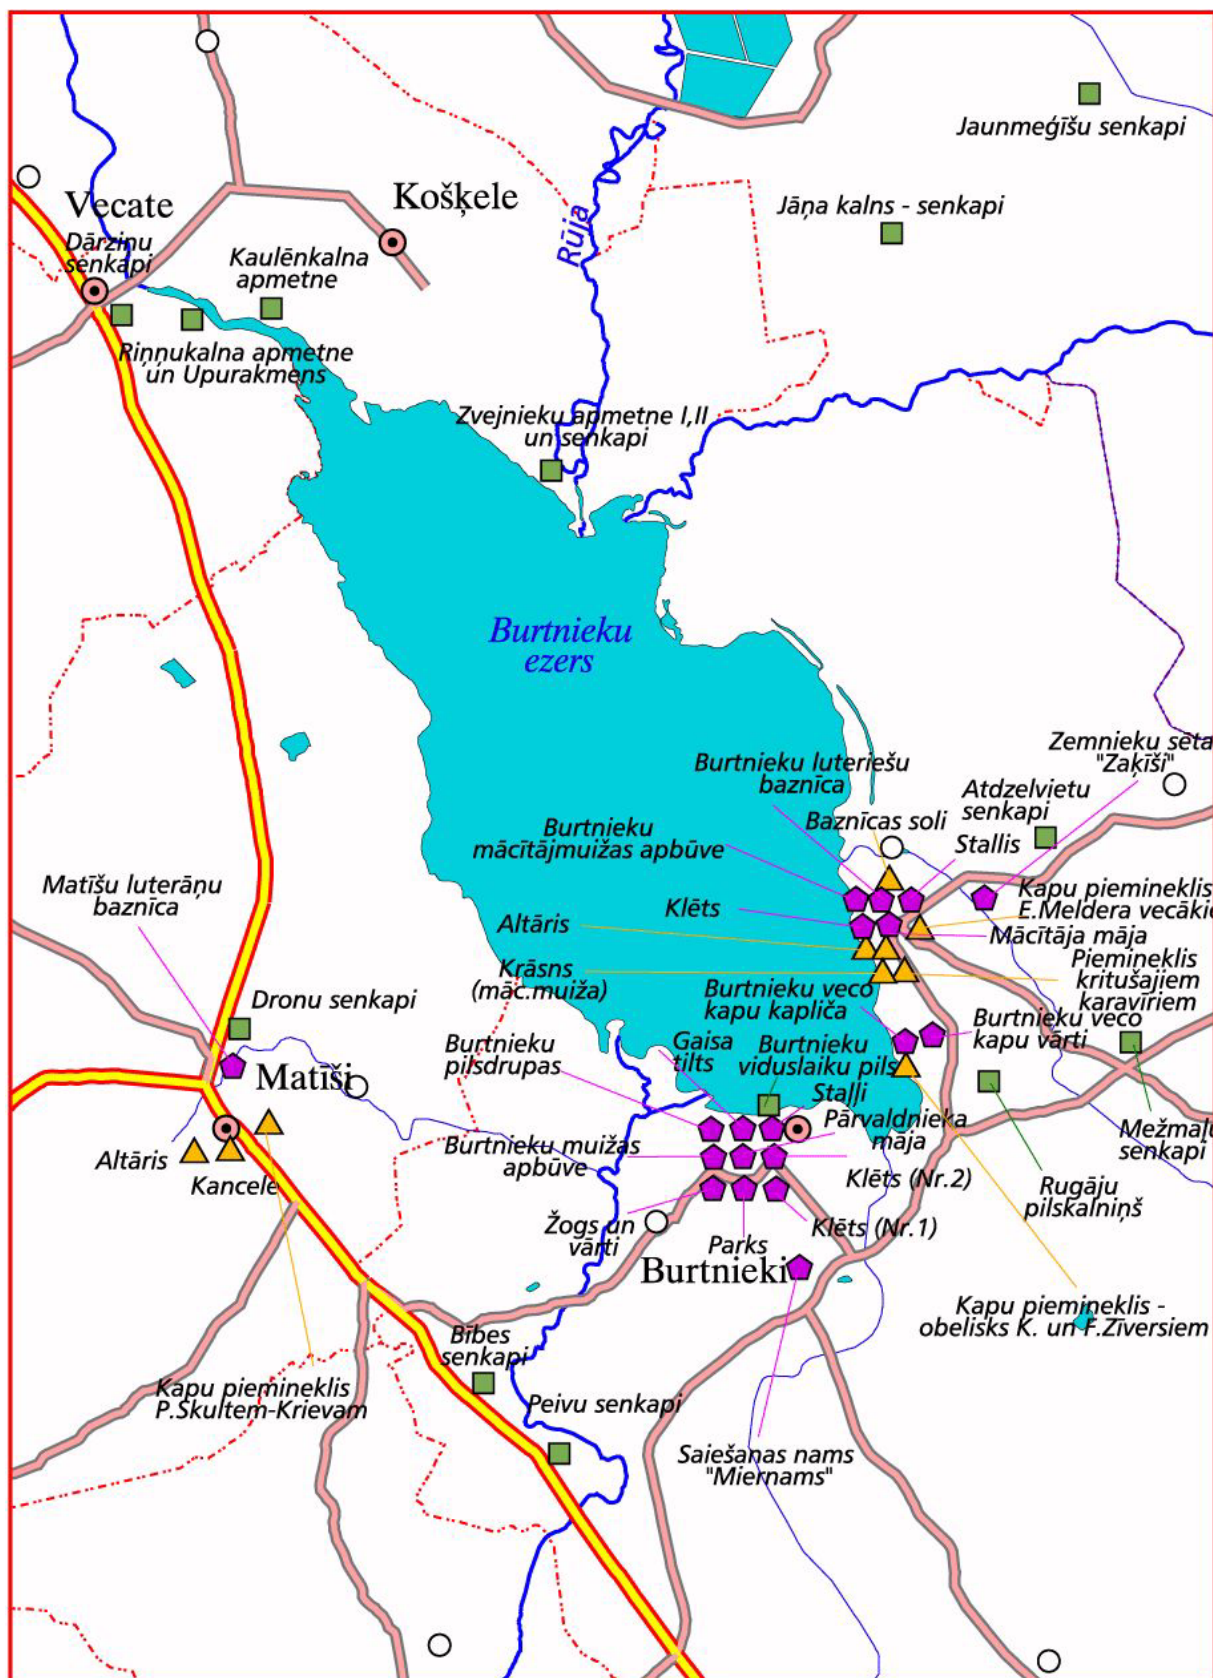 Jaunmeģīšu senkapi
Vecate
Košķele
Jāņa kalns - senkapi
Rūja
Dārziņu
senkapi
Kaulēnkalna
apmetne
Riņņukalna apmetne
un Upurakmens
Zvejnieku apmetne I,II
un senkapi
Burtnieku
ezers
Zemnieku sēta
"Zaķīši"
Burtnieku luteriešu
baznīca
Atdzelvietu
senkapi
Baznīcas soli
Stallis
Burtnieku
mācītājmuižas apbūve
Matīšu luterāņu
baznīca
Klēts
Kapu piemineklis
E.Meldera vecākie
Altāris
Mācītāja māja
Krāsns
(māc.muiža)
Piemineklis
kritušajiem
karavīriem
Dronu senkapi
Burtnieku veco
kapu kapliča
Burtnieku veco
kapu vārti
Burtnieku
pilsdrupas
Gaisa
tilts
Burtnieku
viduslaiku pils
Matīši
Staļļi
Pārvaldnieka
māja
Mežmaļu
senkapi
Altāris
Kancele
Burtnieku muižas
apbūve
Klēts (Nr.2)
Rugāju
pilskalniņš
Žogs un
vārti
Parks
Klēts (Nr.1)
Burtnieki
Kapu piemineklis -
obelisks K. un F.Zīversiem
Bībes
senkapi
Kapu piemineklis
P.Skultem-Krievam
Peivu senkapi
Saiešanas nams
"Miernams"